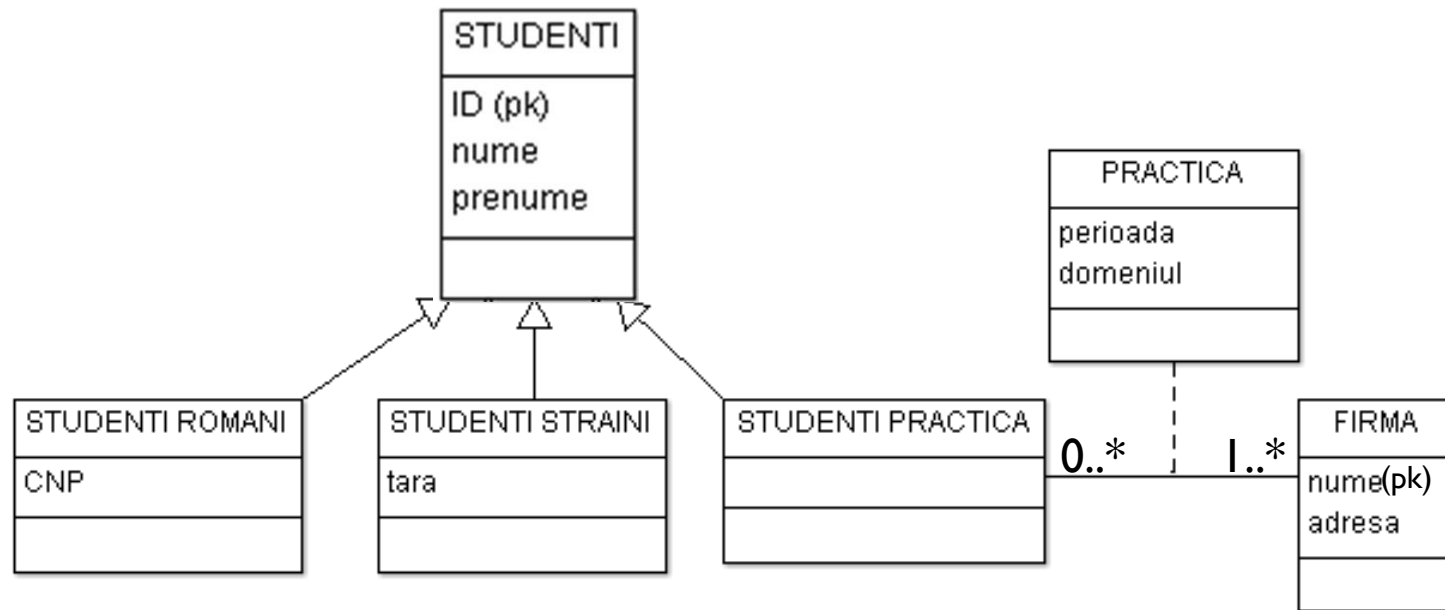 STUDENTI
ID (pk)
nume
prenume
PRACTICA
perioada
domeniul
STUDENTI ROMANI
CNP
STUDENTI STRAINI
tara
STUDENTI PRACTICA
0..*
1..*
FIRMA
nume(pk)
adresa